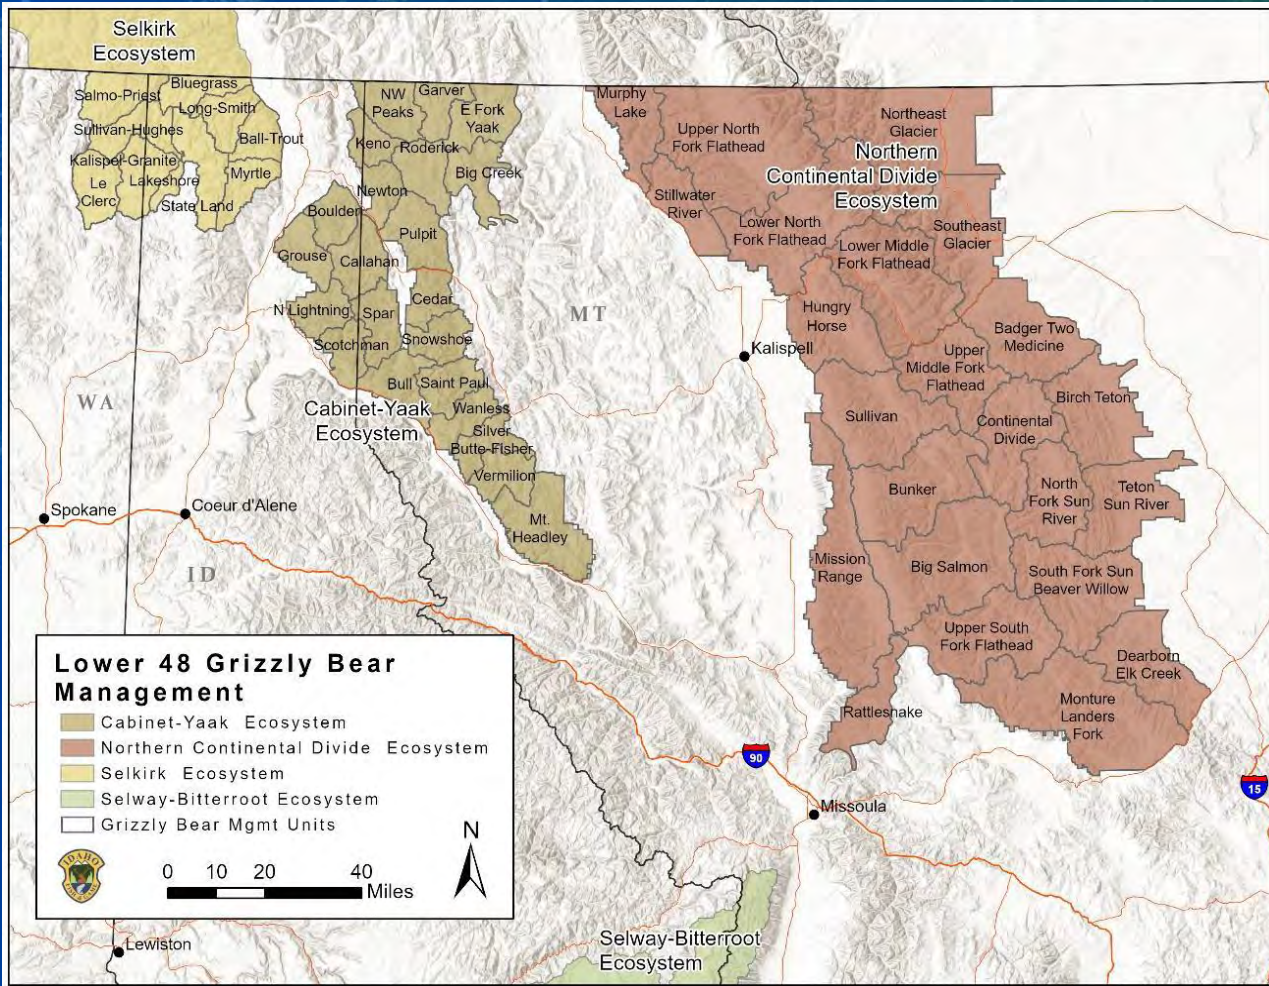 Selkirk
Ecosystem
Salmo-Priest
Bluegrass
Long-Smith
Sullivan-Hughes
Ball-Trout
Kalispel-Granite
Le
Clerc
Lakeshore
Myrtle
State Land
NW
Peaks
Garver
E Fork
Yaak
Keno
Roderick
Big Creek
Newton
Boulder
Pulpit
Grouse
Callahan
N Lightning
Spar
Cedar
Scotchman
Snowshoe
Bull
Saint Paul
Wanless
Silver
Butte-Fisher
Vermilion
Mt.
Headley
Cabinet-Yaak
Ecosystem
Murphy
Lake
Upper North
Fork Flathead
Northeast
Glacier
Northern
Continental Divide
Ecosystem
Stillwater
River
Lower North
Fork Flathead
Lower Middle
Fork Flathead
Southeast
Glacier
Hungry
Horse
Badger Two
Medicine
Upper
Middle Fork
Flathead
Birch Teton
Sullivan
Continental
Divide
Bunker
North
Fork Sun
River
Teton
Sun River
Mission
Range
Big Salmon
South Fork Sun
Beaver Willow
Upper South
Fork Flathead
Dearborn
Elk Creek
Monture
Landers
Fork
Rattlesnake
MT
WA
ID
Kalispell
Spokane
Coeur d'Alene
Missoula
Lewiston
90
15
Selway-Bitterroot
Ecosystem
Lower 48 Grizzly Bear
Management
Cabinet-Yaak Ecosystem
Northern Continental Divide Ecosystem
Selkirk Ecosystem
Selway-Bitterroot Ecosystem
Grizzly Bear Mgmt Units
IDAHO
FISH & GAME
0 10 20 40
Miles
N